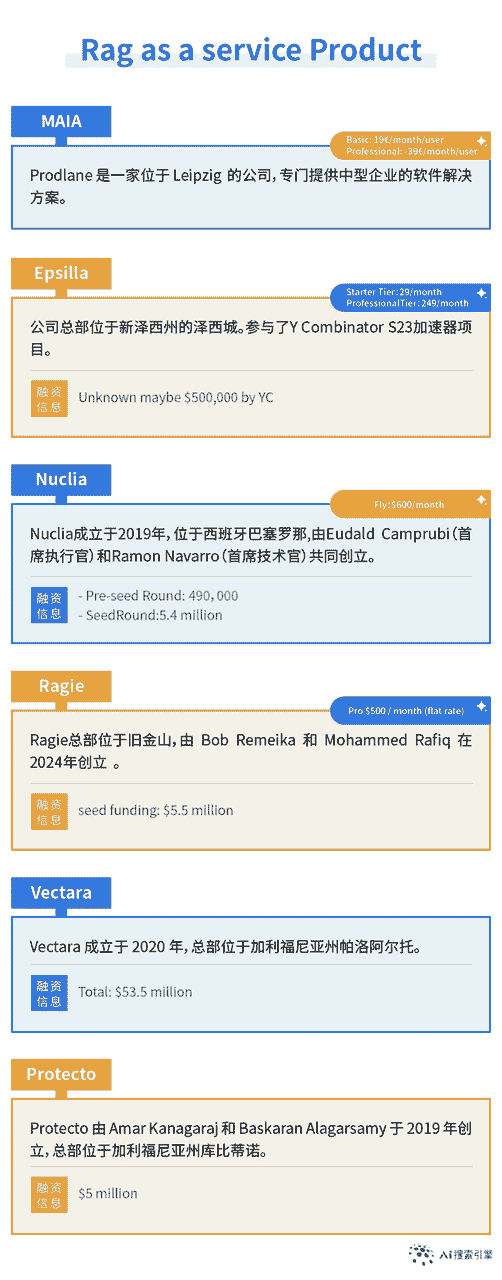 Rag as a service Product
MAIA
Basic: 19€/month/user
Professional: -39€/month/user
Prodlane 是一家位于 Leipzig 的公司，专门提供中型企业的软件解决
方案。
Epsilla
Starter Tier：29/month
ProfessionalTier：249/month
公司总部位于新泽西州的泽西城。参与了Y Combinator S23加速器项
目。
融资
信息
Unknown maybe $500,000 by YC
Nuclia
Fly：$600/month
Nuclia成立于2019年，位于西班牙巴塞罗那,由Eudald Camprubi（首
席执行官）和Ramon Navarro（首席技术官）共同创立。
融资
信息
- Pre-seed Round: 490，000
- SeedRound:5.4 million
Ragie
Pro $500 / month (flat rate)
Ragie总部位于旧金山，由 Bob Remeika 和 Mohammed Rafiq 在
2024年创立 。
融资
信息
seed funding: $5.5 million
Vectara
Vectara 成立于 2020 年，总部位于加利福尼亚州帕洛阿尔托。
融资
信息
Total: $53.5 million
Protecto
Protecto 由 Amar Kanagaraj 和 Baskaran Alagarsamy 于 2019 年创
立，总部位于加利福尼亚州库比蒂诺。
融资
信息
$5 million
Ai搜索引擎